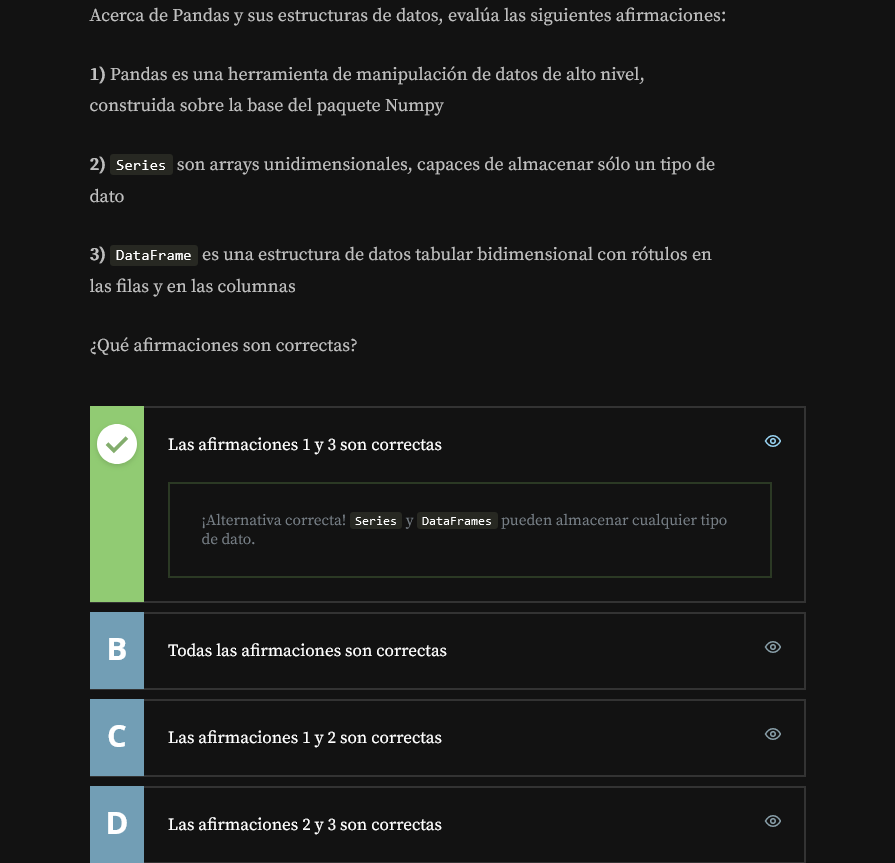 Acerca de Pandas y sus estructuras de datos, evalúa las siguientes afirmaciones:
1) Pandas es una herramienta de manipulación de datos de alto nivel,
construida sobre la base del paquete Numpy
2) Series son arrays unidimensionales, capaces de almacenar sólo un tipo de
dato
3) DataFrame es una estructura de datos tabular bidimensional con rótulos en
las filas y en las columnas
¿Qué afirmaciones son correctas?
Las afirmaciones 1 y 3 son correctas
¡Alternativa correcta! Series y DataFrames pueden almacenar cualquier tipo
de dato.
B Todas las afirmaciones son correctas
C Las afirmaciones 1 y 2 son correctas
D Las afirmaciones 2 y 3 son correctas